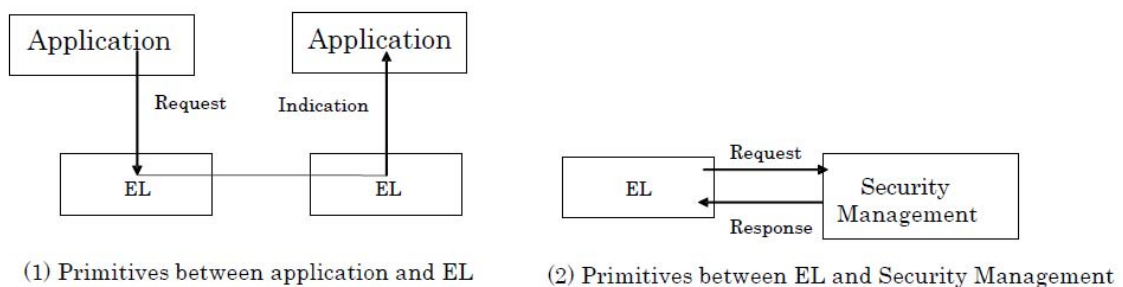 Application
Application
Request
Indication
EL
EL
(1) Primitives between application and EL
Request
EL
Security
Management
Response
(2) Primitives between EL and Security Management